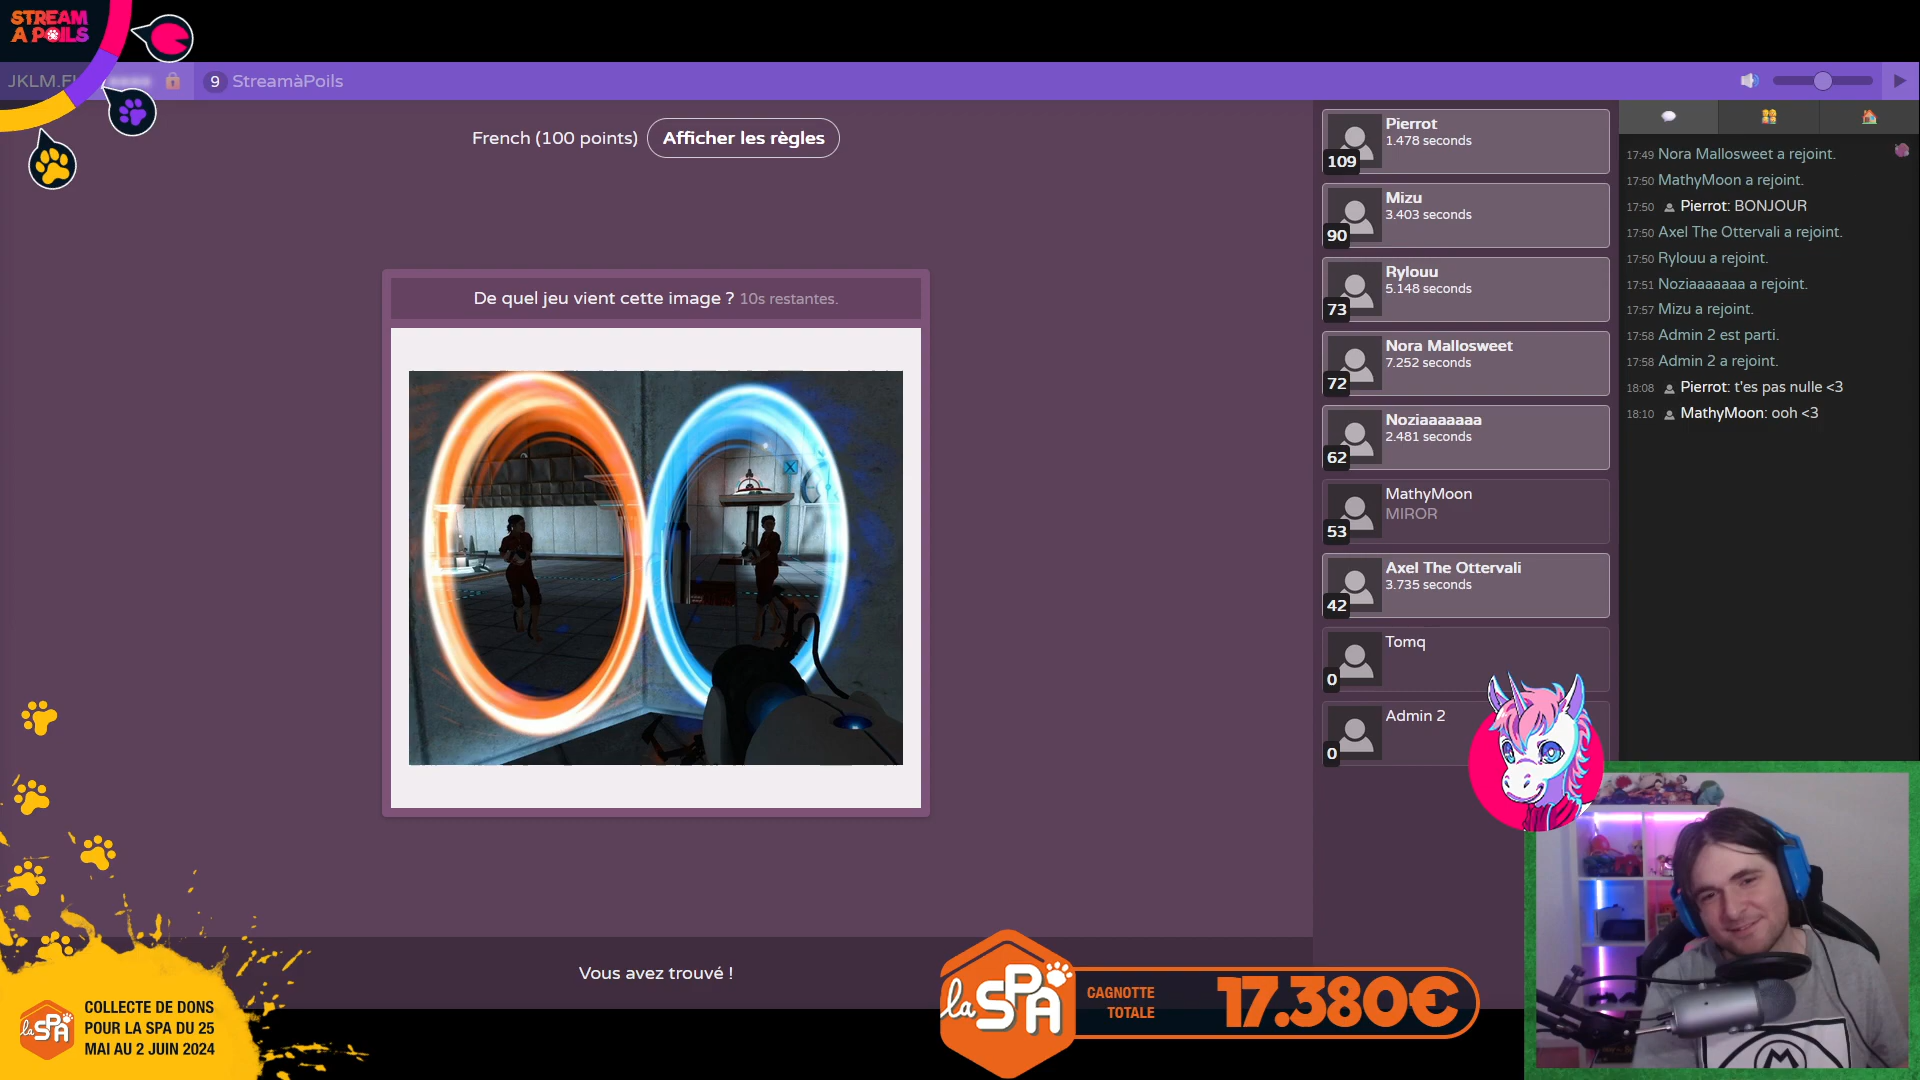 STREAM
A POILS
JKLM.F
9 StreamàPoils
French (100 points) Afficher les règles
De quel jeu vient cette image ? 10s restantes.
Vous avez trouvé !
Pierrot
1.478 seconds
109
Mizu
3.403 seconds
90
Rylouu
5.148 seconds
73
Nora Mallosweet
7.252 seconds
72
Noziaaaaaaa
2.481 seconds
62
MathyMoon
MIROR
53
Axel The Ottervali
3.735 seconds
42
Tomq
0
Admin 2
0
17:49 Nora Mallosweet a rejoint.
17:50 MathyMoon a rejoint.
17:50 Pierrot: BONJOUR
17:50 Axel The Ottervali a rejoint.
17:50 Rylouu a rejoint.
17:51 Noziaaaaaaa a rejoint.
17:57 Mizu a rejoint.
17:58 Admin 2 est parti.
17:58 Admin 2 a rejoint.
18:08 Pierrot: t'es pas nulle <3
18:10 MathyMoon: ooh <3
la SPA
COLLECTE DE DONS
POUR LA SPA DU 25
MAI AU 2 JUIN 2024
la SPA
CAGNOTTE
TOTALE
17.380€
M